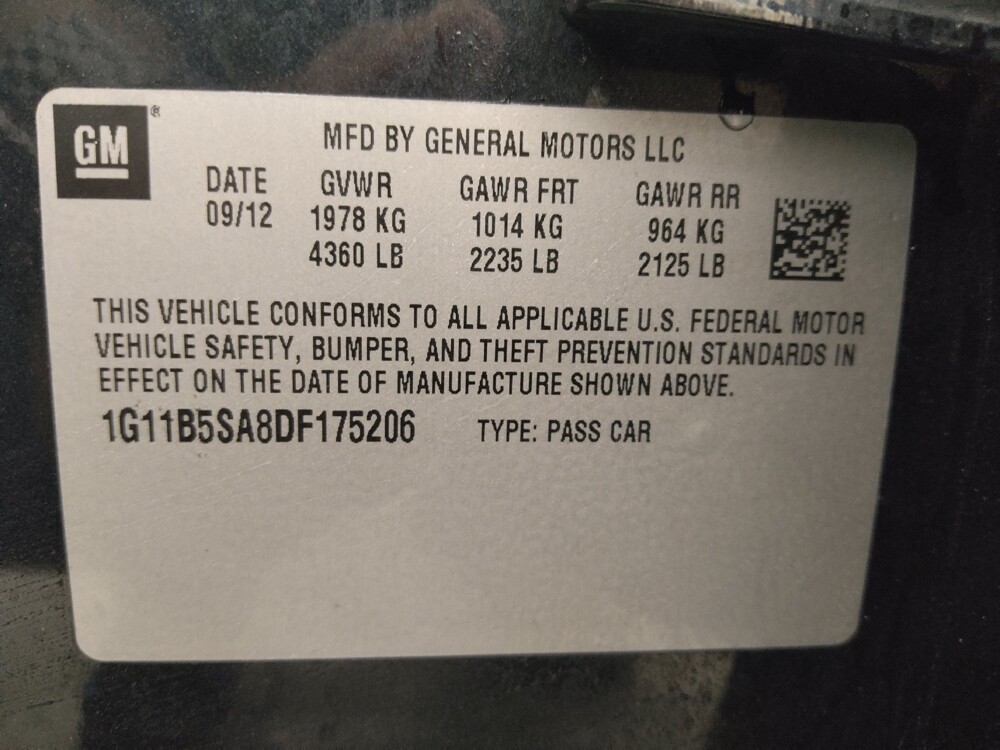 GM ®
MFD BY GENERAL MOTORS LLC
DATE GVWR GAWR FRT GAWR RR
09/12 1978 KG 1014 KG 964 KG
4360 LB 2235 LB 2125 LB
THIS VEHICLE CONFORMS TO ALL APPLICABLE U.S. FEDERAL MOTOR
VEHICLE SAFETY, BUMPER, AND THEFT PREVENTION STANDARDS IN
EFFECT ON THE DATE OF MANUFACTURE SHOWN ABOVE.
1G11B5SA8DF175206 TYPE: PASS CAR